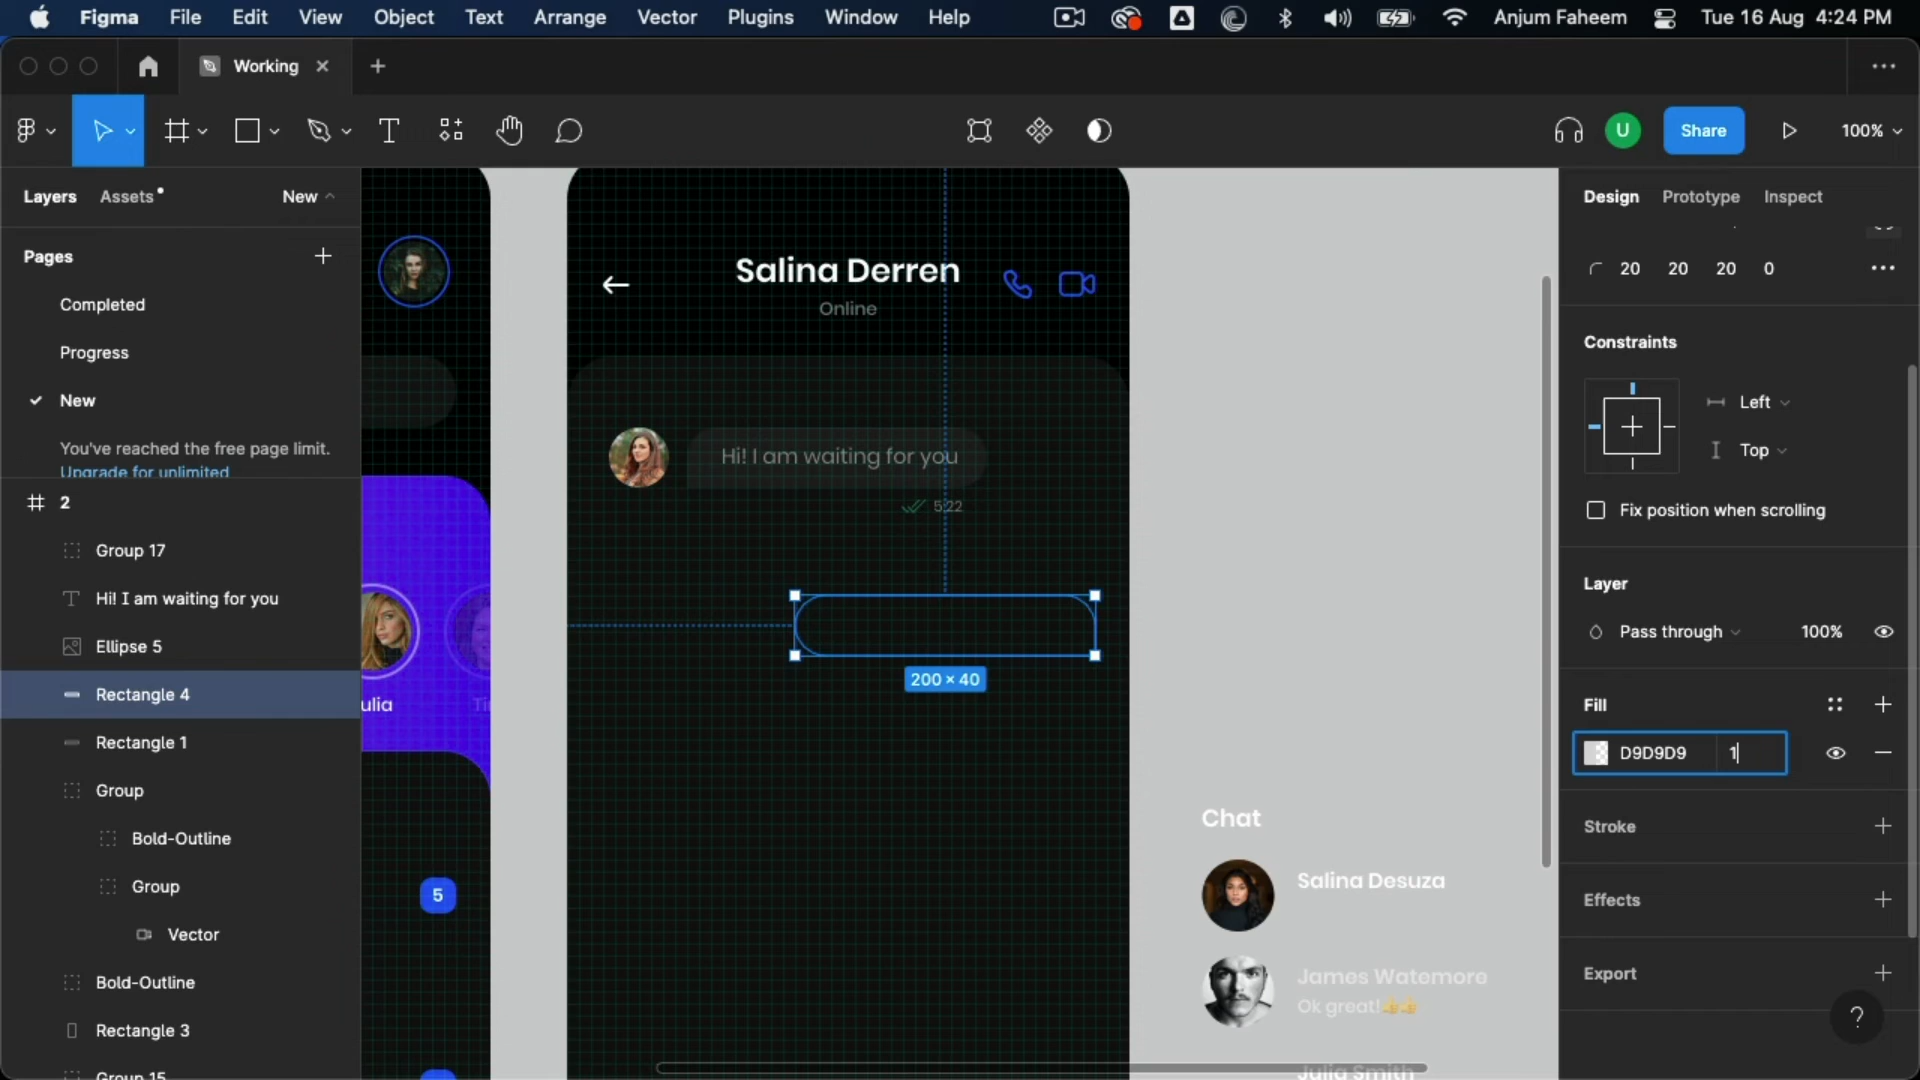 Figma File Edit View Object Text Arrange Vector Plugins Window Help Anjum Faheem Tue 16 Aug 4:24 PM
Working
U Share 100%
Layers Assets New
Pages
Completed
Progress
New
You've reached the free page limit.
Upgrade for unlimited
2
Group 17
Hi! I am waiting for you
Ellipse 5
Rectangle 4
Rectangle 1
Group
Bold-Outline
Group
Vector
Bold-Outline
Rectangle 3
Group 15
ulia
Ti
5
Salina Derren
Online
Hi! I am waiting for you
5:22
200 × 40
Chat
Salina Desuza
James Watemore
Ok great!👍👍
Julia Smith
Design Prototype Inspect
20 20 20 0
Constraints
Left
Top
Fix position when scrolling
Layer
Pass through 100%
Fill
D9D9D9 1
Stroke
Effects
Export
?